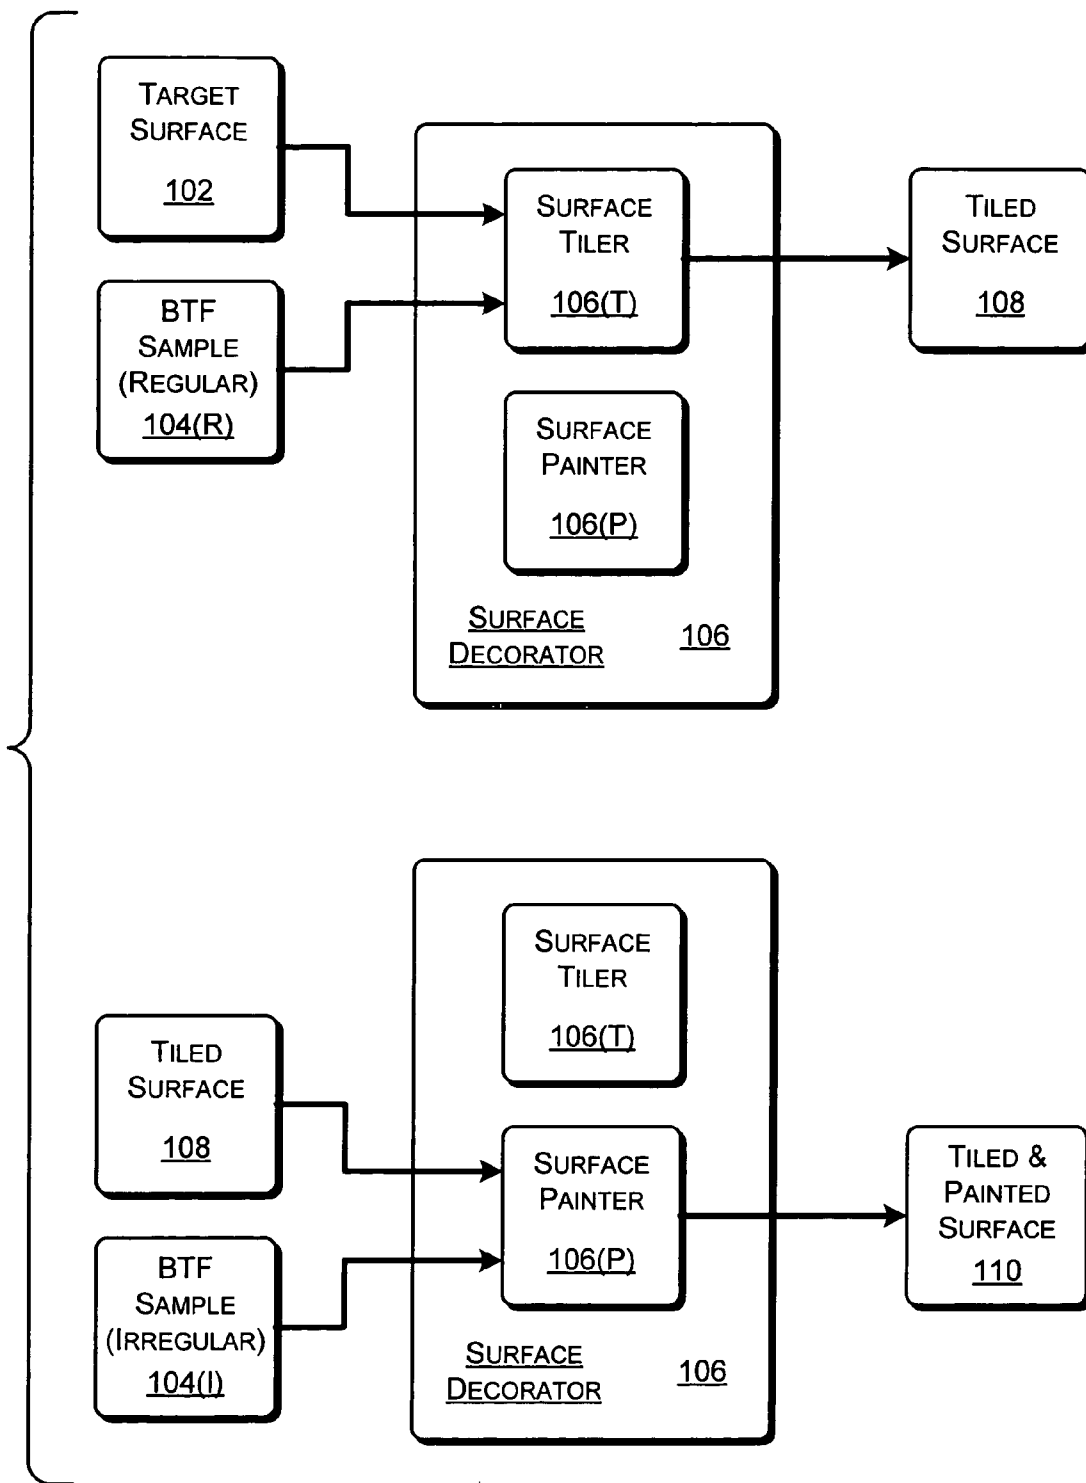 TARGET
SURFACE
102
BTF
SAMPLE
(REGULAR)
104(R)
SURFACE
TILER
106(T)
SURFACE
PAINTER
106(P)
SURFACE
DECORATOR
106
TILED
SURFACE
108
TILED
SURFACE
108
BTF
SAMPLE
(IRREGULAR)
104(I)
SURFACE
TILER
106(T)
SURFACE
PAINTER
106(P)
SURFACE
DECORATOR
106
TILED &
PAINTED
SURFACE
110